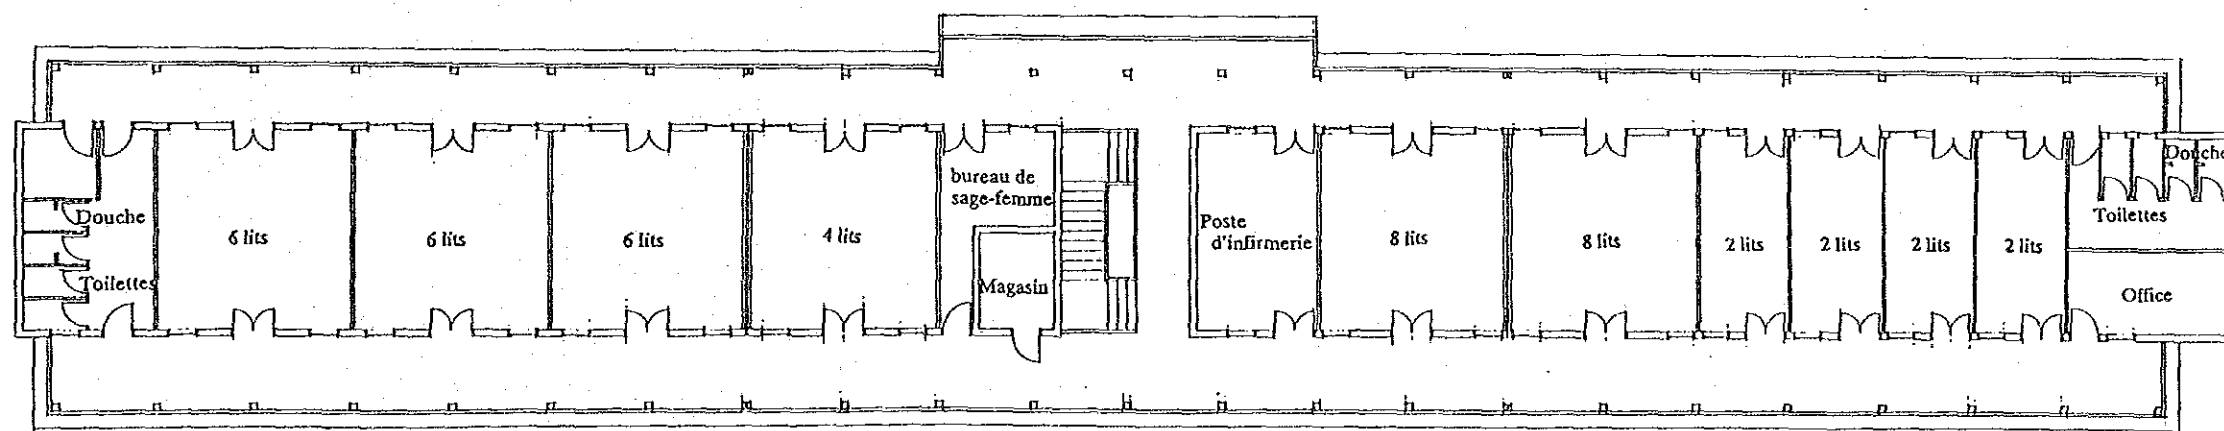 Douche
Toilettes
6 lits
6 lits
6 lits
4 lits
bureau de
sage-femme
Magasin
Poste
d'infirmerie
8 lits
8 lits
2 lits
2 lits
2 lits
2 lits
Douche
Toilettes
Office